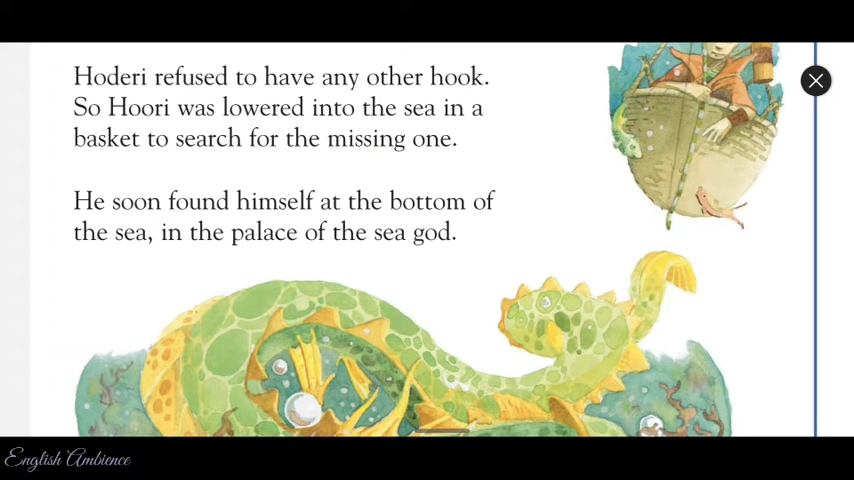 Hoderi refused to have any other hook.
So Hoori was lowered into the sea in a
basket to search for the missing one.
He soon found himself at the bottom of
the sea, in the palace of the sea god.
English Ambience